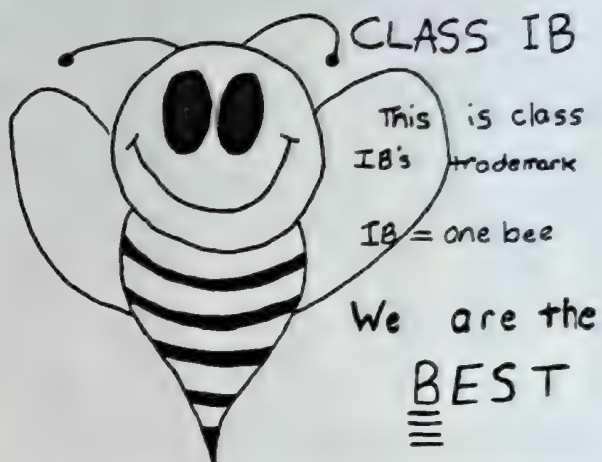 CLASS IB
This is class
IB's trademark
IB = one bee
We are the
BEST